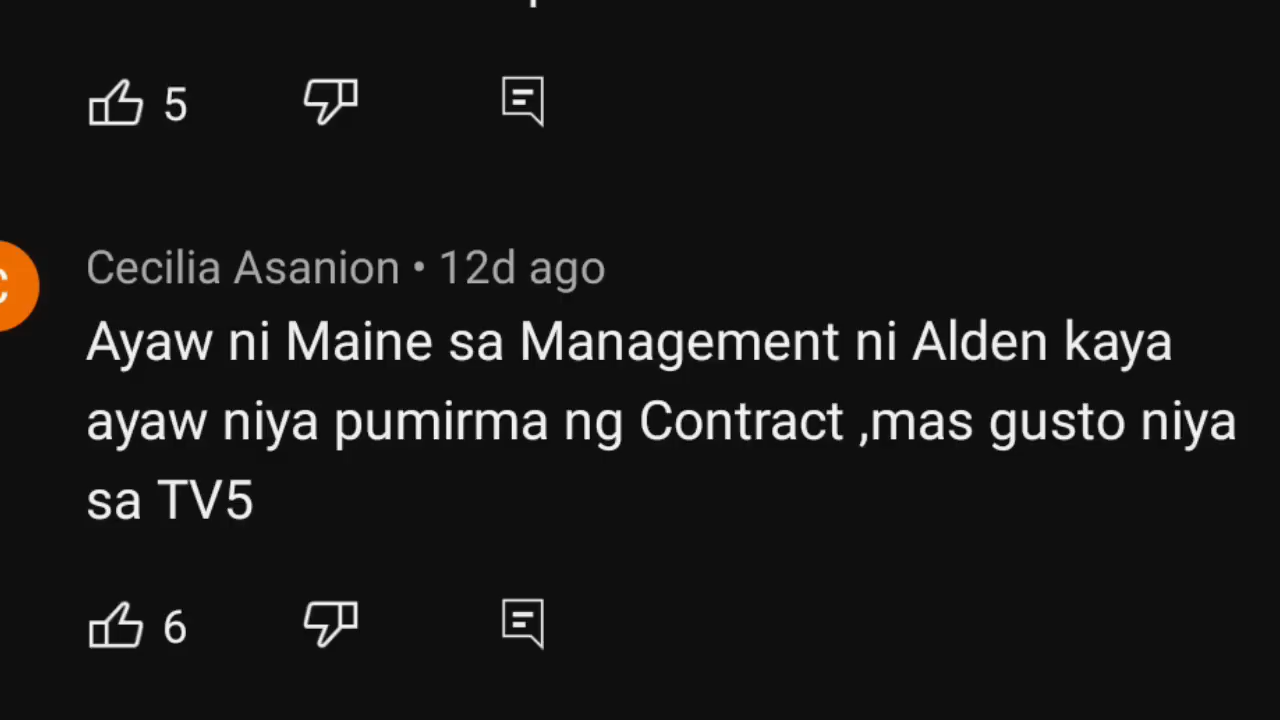 5
Cecilia Asanion • 12d ago
Ayaw ni Maine sa Management ni Alden kaya
ayaw niya pumirma ng Contract ,mas gusto niya
sa TV5
6